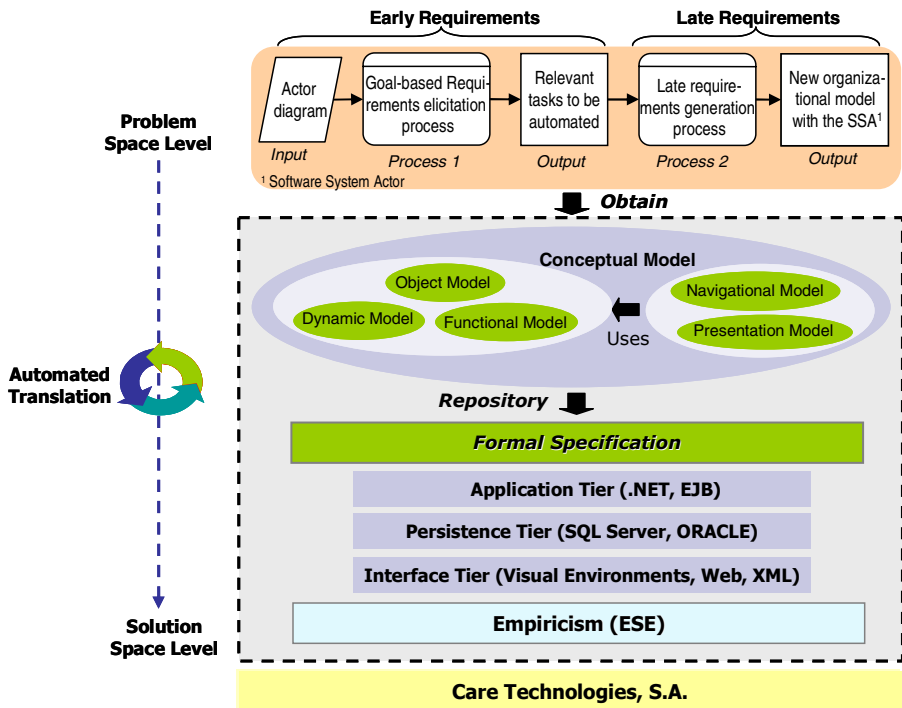 Early Requirements
Late Requirements
Actor
diagram
Goal-based Requi-
rements elicitation
process
Relevant
tasks to be
automated
Late require-
ments generation
process
New organiza-
tional model
with the SSA¹
Input
Process 1
Output
Process 2
Output
¹ Software System Actor
Problem
Space Level
Obtain
Conceptual Model
Object Model
Dynamic Model
Functional Model
Uses
Navigational Model
Presentation Model
Automated
Translation
Repository
Formal Specification
Application Tier (.NET, EJB)
Persistence Tier (SQL Server, ORACLE)
Interface Tier (Visual Environments, Web, XML)
Empiricism (ESE)
Solution
Space Level
Care Technologies, S.A.